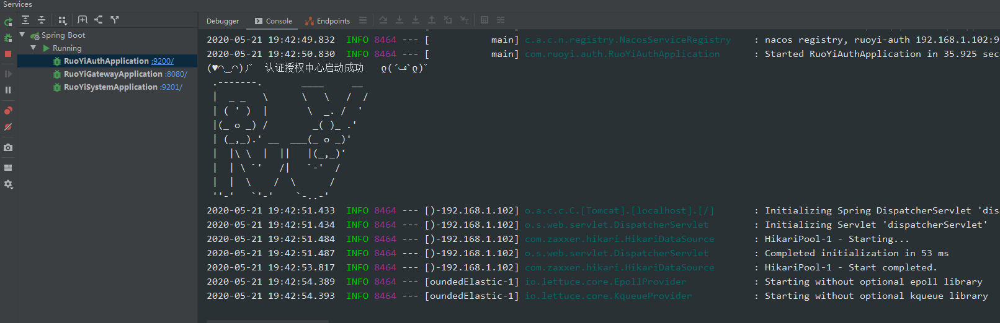 Services
Debugger Console Endpoints
Spring Boot
Running
RuoYiAuthApplication :9200/
RuoYiGatewayApplication :8080/
RuoYiSystemApplication :9201/
2020-05-21 19:42:49.832  INFO 8464 --- [           main] c.a.c.n.registry.NacosServiceRegistry    : nacos registry, ruoyi-auth 192.168.1.102:9
2020-05-21 19:42:50.830  INFO 8464 --- [           main] com.ruoyi.auth.RuoYiAuthApplication      : Started RuoYiAuthApplication in 35.925 sec
(♥◠‿◠)ノ゙  认证授权中心启动成功   ლ(´ڡ`ლ)゙
 .-------.       ____     __
 |  _ _   \      \   \   /  /
 | ( ' )  |       \  _. /  '
 |(_ o _) /        _( )_ .'
 | (_,_).' __  ___(_ o _)'
 |  |\ \  |  ||   |(_,_)'
 |  | \ `'   /|   `-'  /
 |  |  \    /  \      /
 ''-'   `'-'    `-..-'
2020-05-21 19:42:51.433  INFO 8464 --- [)-192.168.1.102] o.a.c.c.C.[Tomcat].[localhost].[/]       : Initializing Spring DispatcherServlet 'dis
2020-05-21 19:42:51.434  INFO 8464 --- [)-192.168.1.102] o.s.web.servlet.DispatcherServlet        : Initializing Servlet 'dispatcherServlet'
2020-05-21 19:42:51.484  INFO 8464 --- [)-192.168.1.102] com.zaxxer.hikari.HikariDataSource       : HikariPool-1 - Starting...
2020-05-21 19:42:51.487  INFO 8464 --- [)-192.168.1.102] o.s.web.servlet.DispatcherServlet        : Completed initialization in 53 ms
2020-05-21 19:42:53.817  INFO 8464 --- [)-192.168.1.102] com.zaxxer.hikari.HikariDataSource       : HikariPool-1 - Start completed.
2020-05-21 19:42:54.389  INFO 8464 --- [oundedElastic-1] io.lettuce.core.EpollProvider            : Starting without optional epoll library
2020-05-21 19:42:54.393  INFO 8464 --- [oundedElastic-1] io.lettuce.core.KqueueProvider           : Starting without optional kqueue library